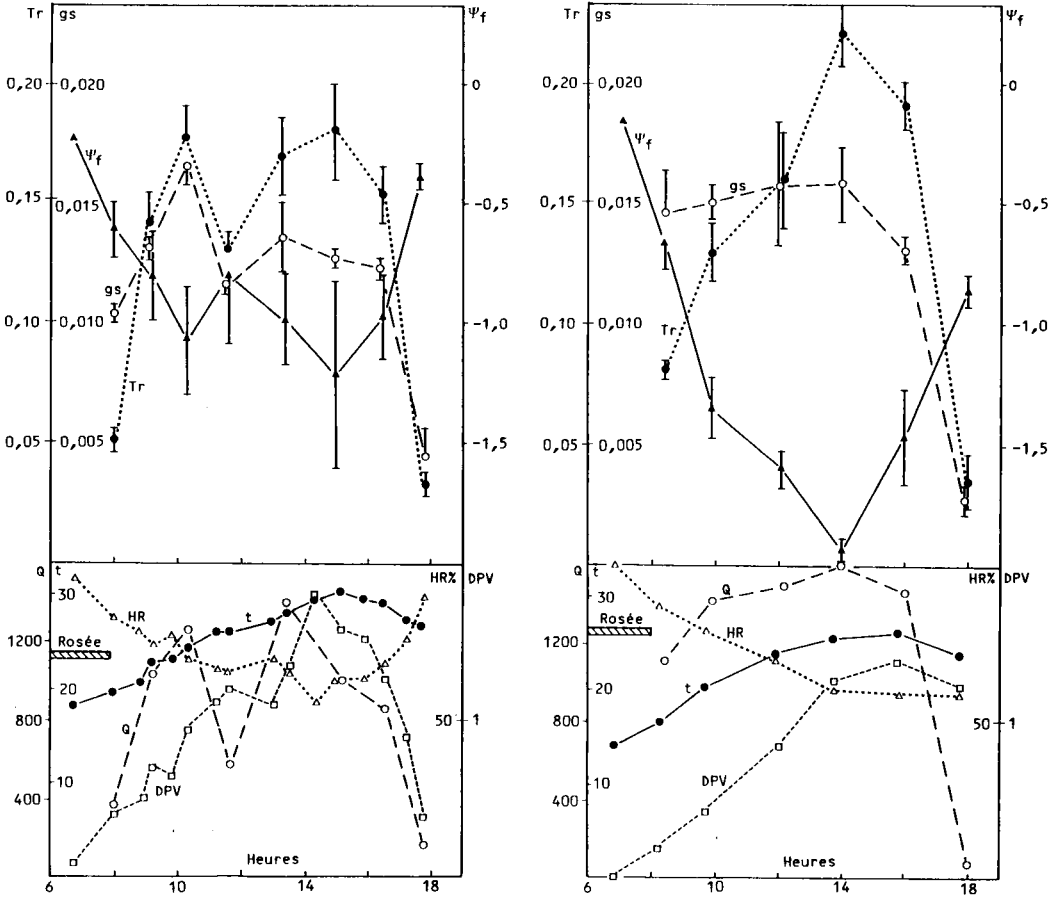 Tr gs
Ψf
0,20 0,020
0
Ψf
0,15 0,015
-0,5
gs
0,10 0,010
-1,0
Tr
0,05 0,005
-1,5
Q t
HR% DPV
30
HR
t
Rosée
1200
20
Q
800
50 1
10
DPV
400
Heures
6 10 14 18
Tr gs
Ψf
0,20 0,020
0
Ψf
gs
0,15 0,015
-0,5
0,10 0,010
Tr
-1,0
0,05 0,005
-1,5
Q t
HR% DPV
30
Q
Rosée
HR
1200
t
20
800
50 1
10
DPV
400
Heures
6 10 14 18